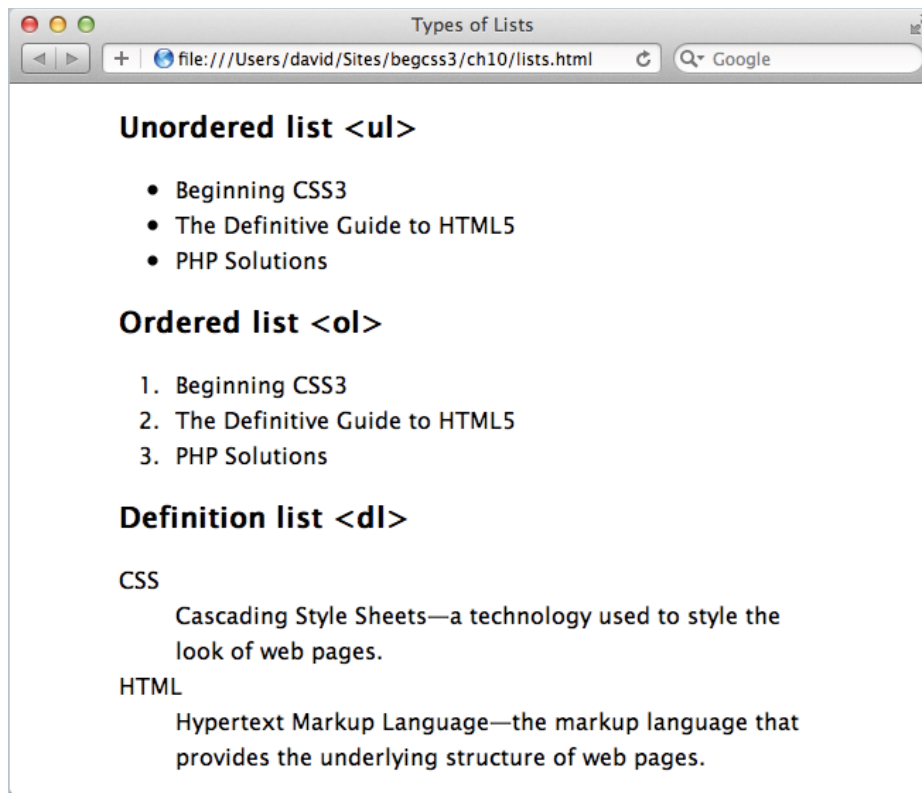 Types of Lists
file:///Users/david/Sites/begcss3/ch10/lists.html
Google
Unordered list <ul>
• Beginning CSS3
• The Definitive Guide to HTML5
• PHP Solutions
Ordered list <ol>
1. Beginning CSS3
2. The Definitive Guide to HTML5
3. PHP Solutions
Definition list <dl>
CSS
Cascading Style Sheets—a technology used to style the
look of web pages.
HTML
Hypertext Markup Language—the markup language that
provides the underlying structure of web pages.